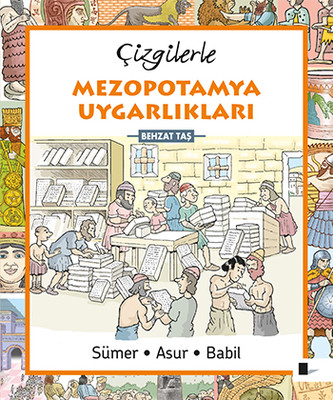 Çizgilerle
MEZOPOTAMYA
UYGARLIKLARI
BEHZAT TAŞ
Sümer • Asur • Babil